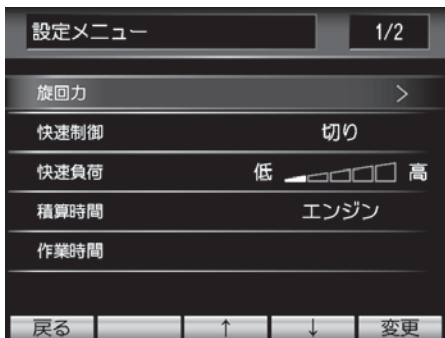 設定メニュー 1/2
旋回力 >
快速制御 切り
快速負荷 低 高
積算時間 エンジン
作業時間
戻る ↑ ↓ 変更